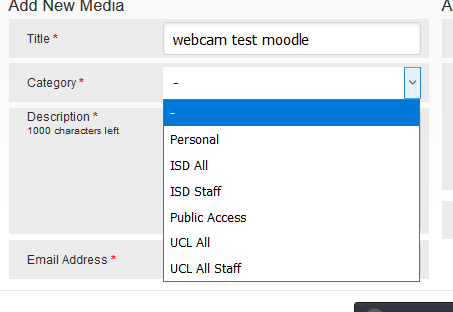 Add New Media
A
Title *
webcam test moodle
Category *
-
Description *
1000 characters left
-
Personal
ISD All
ISD Staff
Public Access
UCL All
UCL All Staff
Email Address *